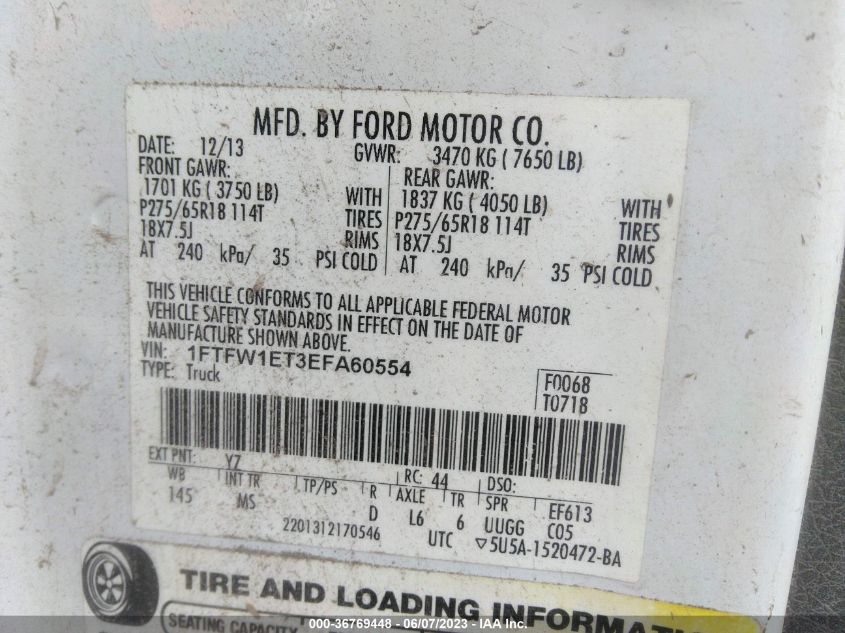 MFD. BY FORD MOTOR CO.
DATE: 12/13 GVWR: 3470 KG ( 7650 LB)
FRONT GAWR: REAR GAWR:
1701 KG ( 3750 LB) WITH 1837 KG ( 4050 LB) WITH
P275/65R18 114T TIRES P275/65R18 114T TIRES
18X7.5J RIMS 18X7.5J RIMS
AT 240 kPa/ 35 PSI COLD AT 240 kPa/ 35 PSI COLD
THIS VEHICLE CONFORMS TO ALL APPLICABLE FEDERAL MOTOR
VEHICLE SAFETY STANDARDS IN EFFECT ON THE DATE OF
MANUFACTURE SHOWN ABOVE.
VIN: 1FTFW1ET3EFA60554
TYPE: Truck
F0068
T0718
EXT PNT: YZ RC: 44 DSO:
WB INT TR TP/PS R AXLE TR SPR EF613
145 MS D L6 6 UUGG C05
2201312170546 UTC ▽5U5A-1520472-BA
TIRE AND LOADING INFORMAT
SEATING CAPACITY
000-36769448 - 06/07/2023 - © IAA Inc.